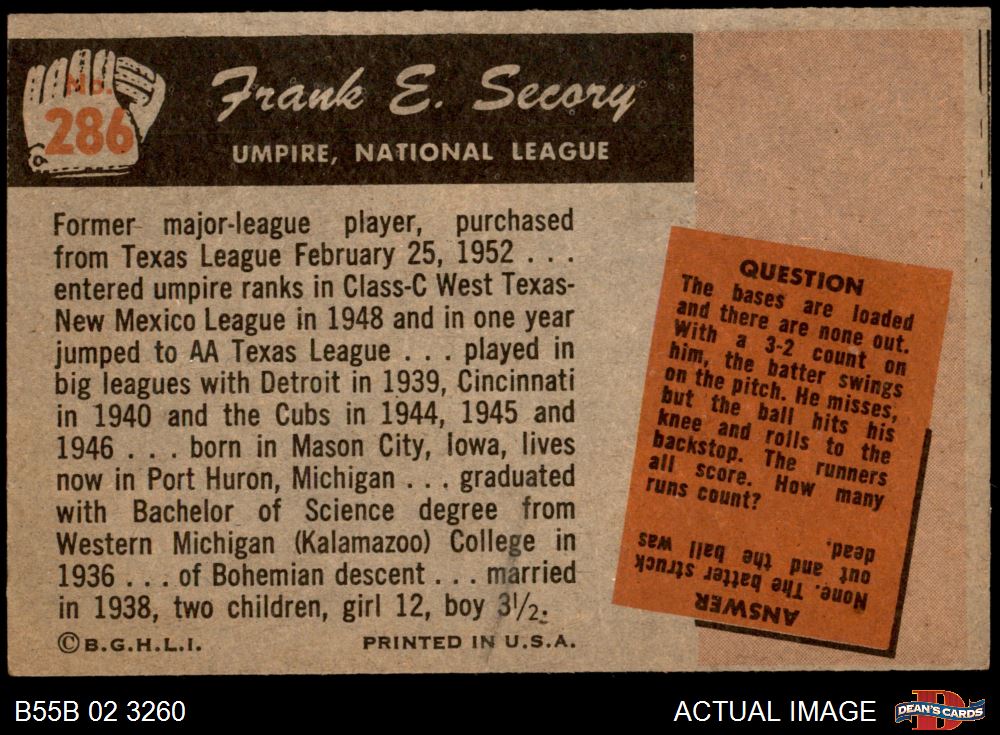 No.
286
Frank E. Secory
UMPIRE, NATIONAL LEAGUE
Former major-league player, purchased
from Texas League February 25, 1952 . . .
entered umpire ranks in Class-C West Texas-
New Mexico League in 1948 and in one year
jumped to AA Texas League . . . played in
big leagues with Detroit in 1939, Cincinnati
in 1940 and the Cubs in 1944, 1945 and
1946 . . . born in Mason City, Iowa, lives
now in Port Huron, Michigan . . . graduated
with Bachelor of Science degree from
Western Michigan (Kalamazoo) College in
1936 . . . of Bohemian descent . . . married
in 1938, two children, girl 12, boy 3½.
©B.G.H.L.I. PRINTED IN U.S.A.
QUESTION
The bases are loaded
and there are none out.
With a 3-2 count on
him, the batter swings
on the pitch. He misses,
but the ball hits his
knee and rolls to the
backstop. The runners
all score. How many
runs count?
ANSWER
None. The batter struck
out and the ball was
dead.
B55B 02 3260
ACTUAL IMAGE
D
DEAN'S CARDS